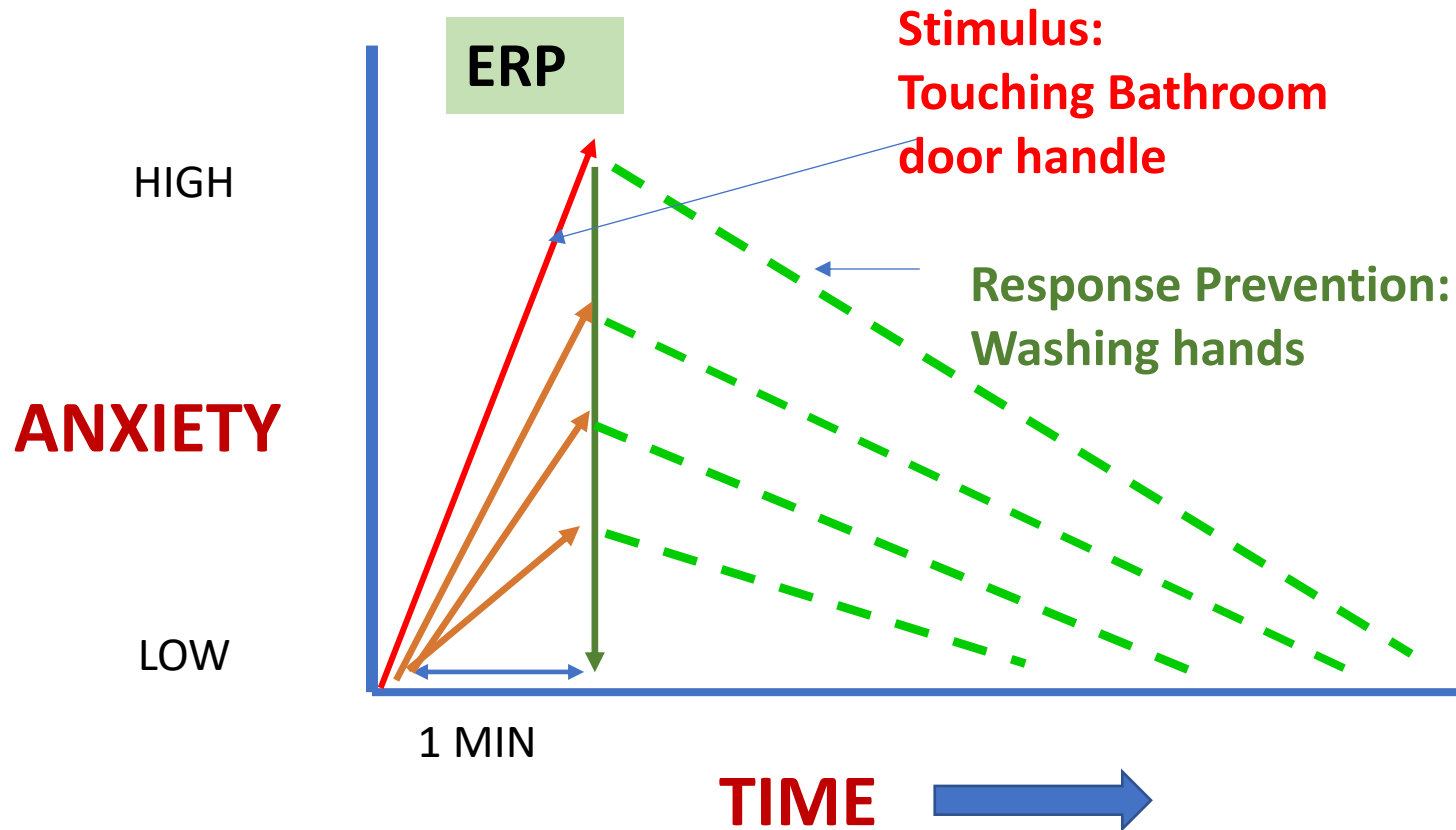 ERP
Stimulus:
Touching Bathroom
door handle
HIGH
Response Prevention:
Washing hands
ANXIETY
LOW
1 MIN
TIME